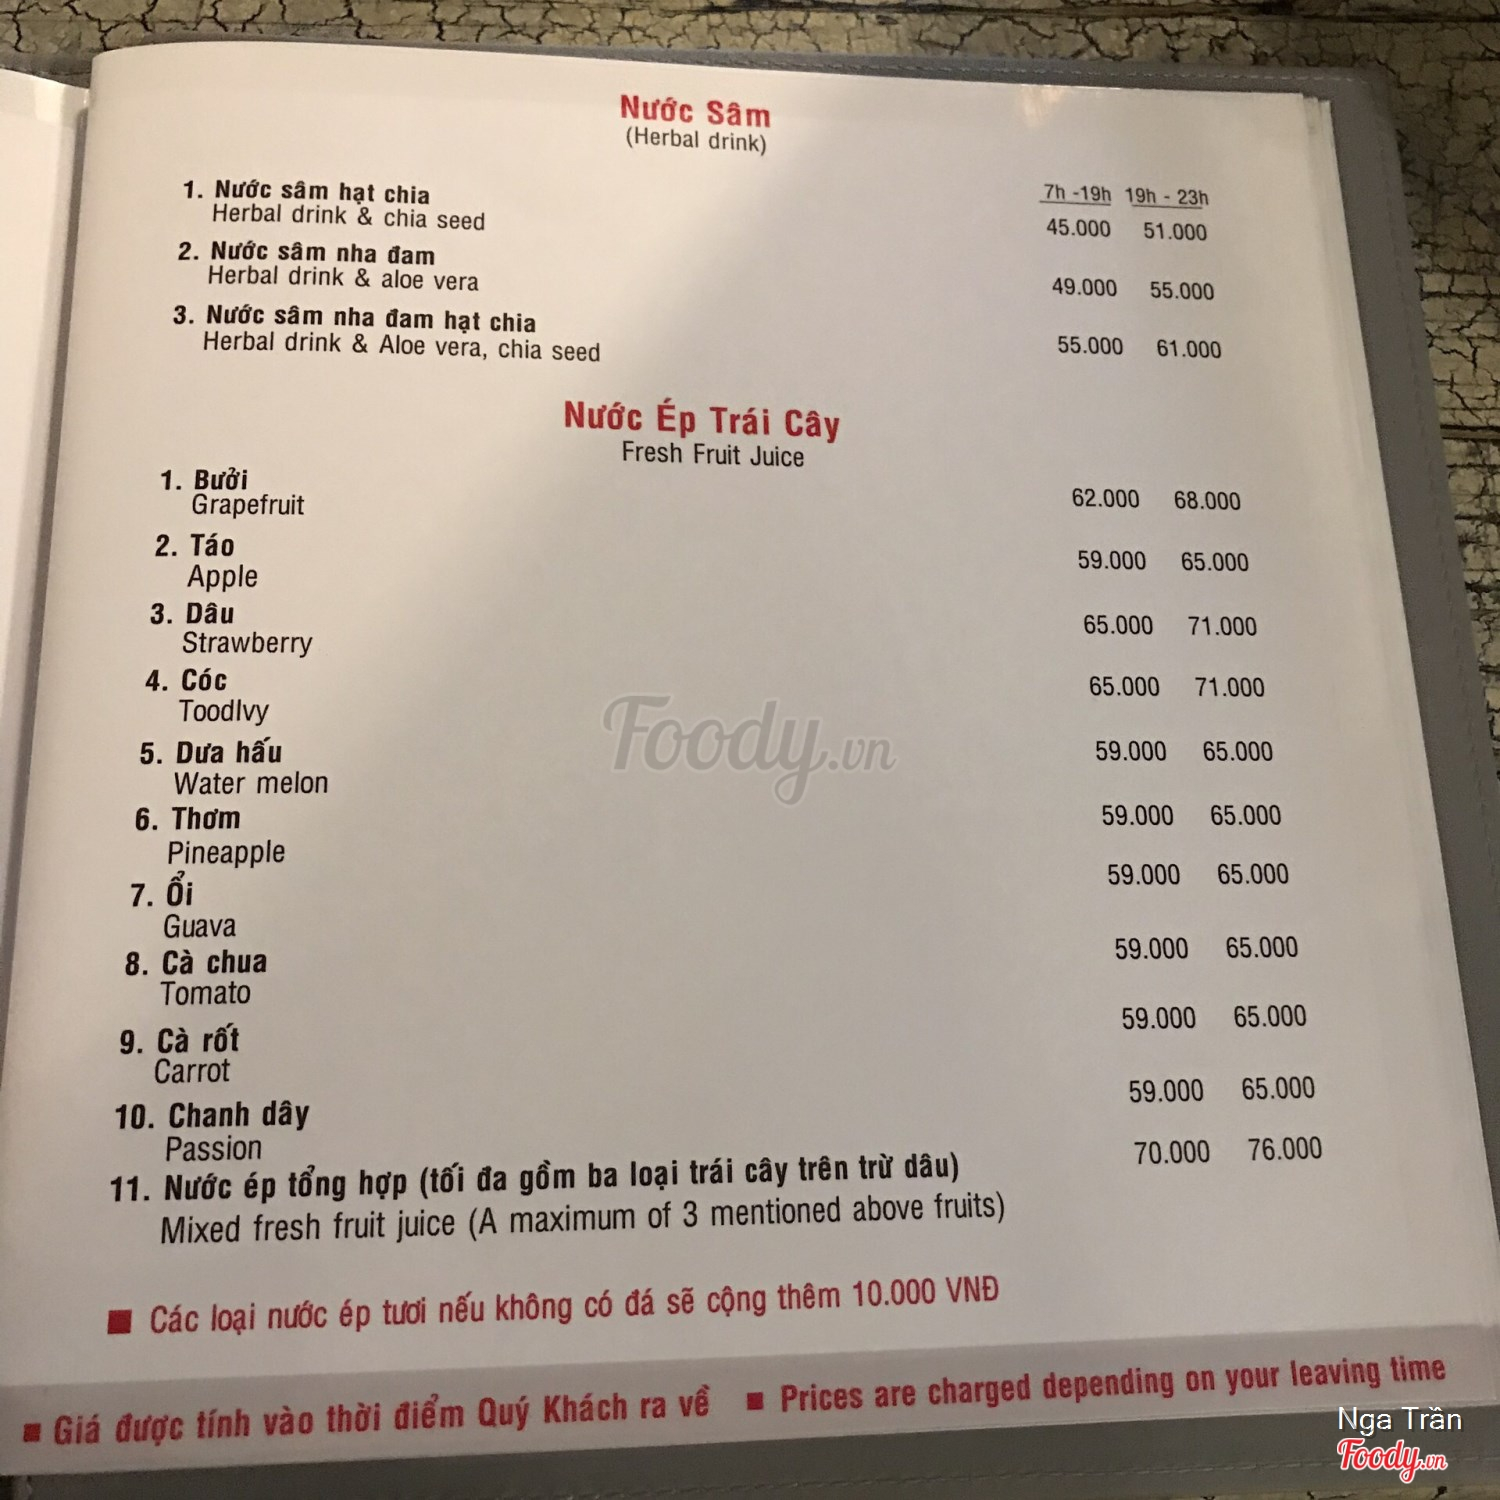 Nước Sâm
(Herbal drink)
7h -19h 19h - 23h
1. Nước sâm hạt chia
Herbal drink & chia seed
45.000 51.000
2. Nước sâm nha đam
Herbal drink & aloe vera
49.000 55.000
3. Nước sâm nha đam hạt chia
Herbal drink & Aloe vera, chia seed
55.000 61.000
Nước Ép Trái Cây
Fresh Fruit Juice
1. Bưởi
Grapefruit
62.000 68.000
2. Táo
Apple
59.000 65.000
3. Dâu
Strawberry
65.000 71.000
4. Cóc
Toodlvy
65.000 71.000
5. Dưa hấu
Water melon
59.000 65.000
6. Thơm
Pineapple
59.000 65.000
7. Ổi
Guava
59.000 65.000
8. Cà chua
Tomato
59.000 65.000
9. Cà rốt
Carrot
59.000 65.000
10. Chanh dây
Passion
59.000 65.000
11. Nước ép tổng hợp (tối đa gồm ba loại trái cây trên trừ dâu)
Mixed fresh fruit juice (A maximum of 3 mentioned above fruits)
70.000 76.000
■ Các loại nước ép tươi nếu không có đá sẽ cộng thêm 10.000 VNĐ
■ Giá được tính vào thời điểm Quý Khách ra về ■ Prices are charged depending on your leaving time
Foody.vn
Nga Trần
Foody.vn